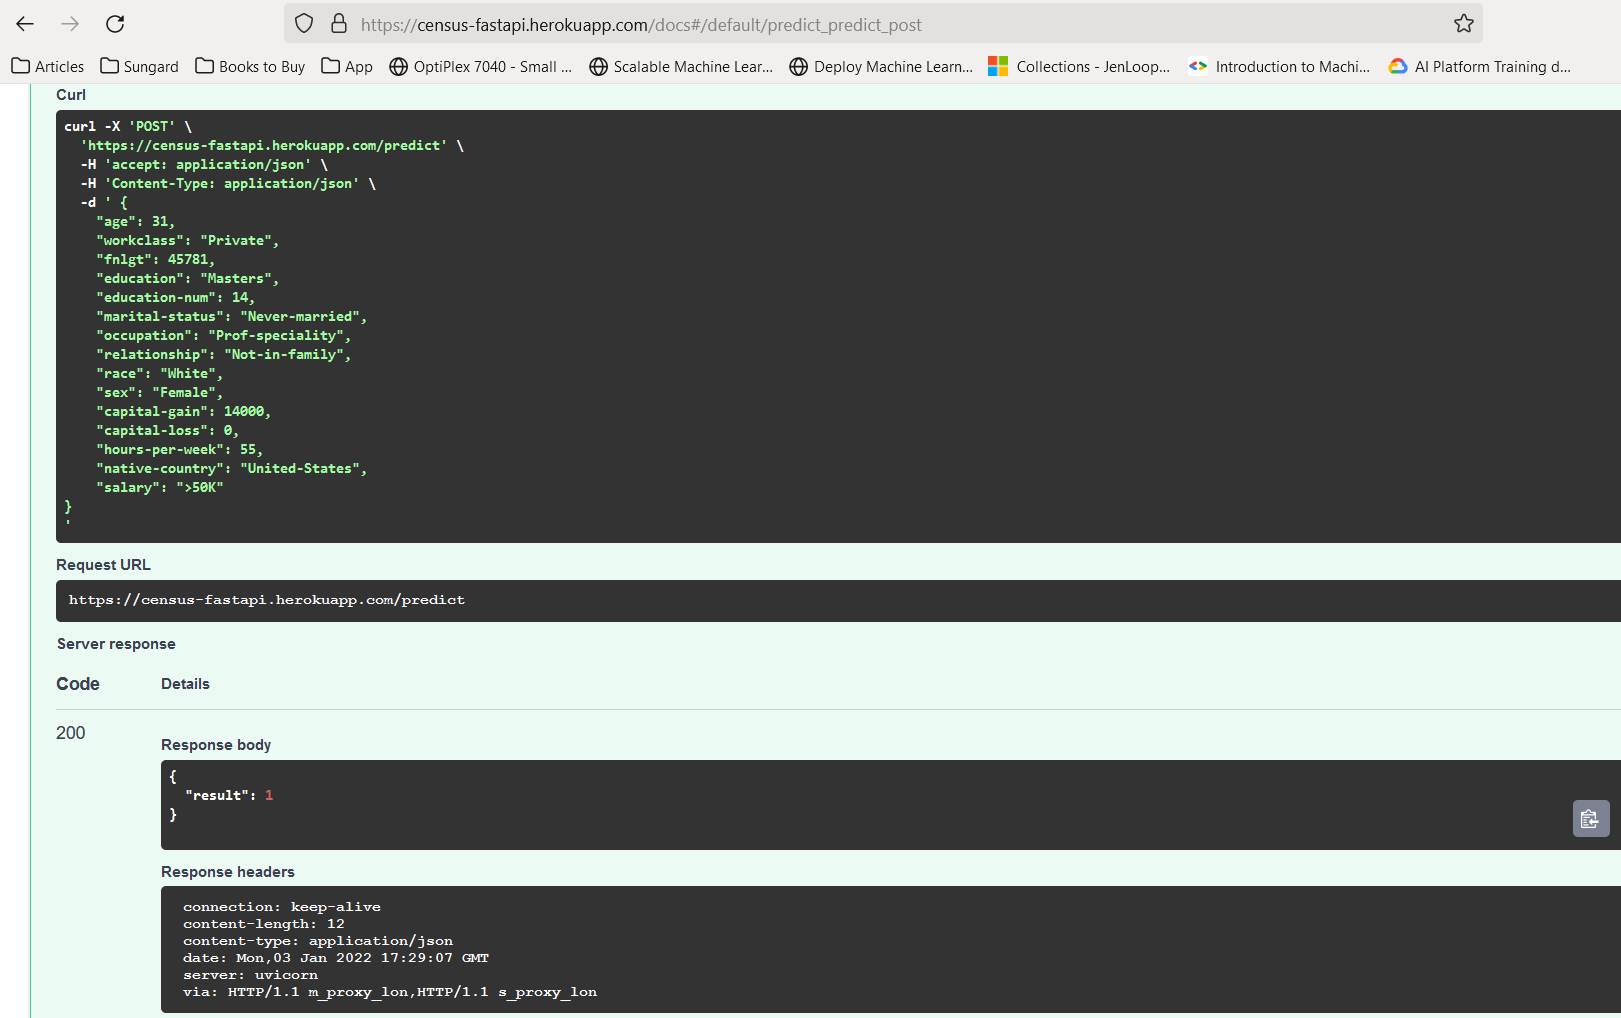 https://census-fastapi.herokuapp.com/docs#/default/predict_predict_post
Articles Sungard Books to Buy App OptiPlex 7040 - Small ... Scalable Machine Lear... Deploy Machine Learn... Collections - JenLoop... Introduction to Machi... AI Platform Training d...
Curl
curl -X 'POST' \
  'https://census-fastapi.herokuapp.com/predict' \
  -H 'accept: application/json' \
  -H 'Content-Type: application/json' \
  -d ' {
    "age": 31,
    "workclass": "Private",
    "fnlgt": 45781,
    "education": "Masters",
    "education-num": 14,
    "marital-status": "Never-married",
    "occupation": "Prof-speciality",
    "relationship": "Not-in-family",
    "race": "White",
    "sex": "Female",
    "capital-gain": 14000,
    "capital-loss": 0,
    "hours-per-week": 55,
    "native-country": "United-States",
    "salary": ">50K"
}
'
Request URL
https://census-fastapi.herokuapp.com/predict
Server response
Code Details
200
Response body
{
  "result": 1
}
Response headers
connection: keep-alive
content-length: 12
content-type: application/json
date: Mon,03 Jan 2022 17:29:07 GMT
server: uvicorn
via: HTTP/1.1 m_proxy_lon,HTTP/1.1 s_proxy_lon